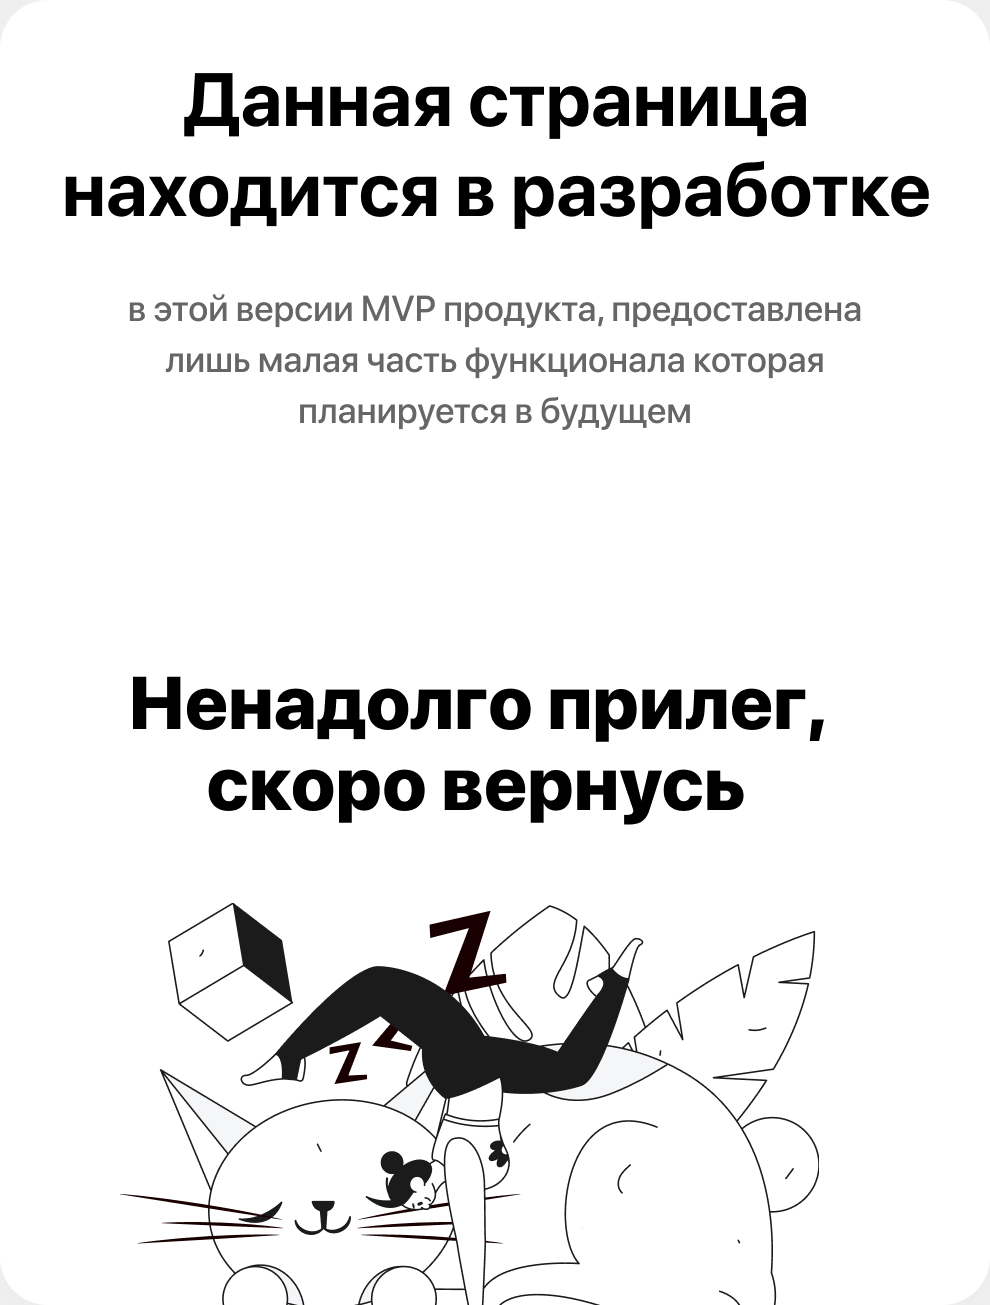 Данная страница
находится в разработке
в этой версии MVP продукта, предоставлена
лишь малая часть функционала которая
планируется в будущем
Ненадолго прилег,
скоро вернусь
Z
Z
Z